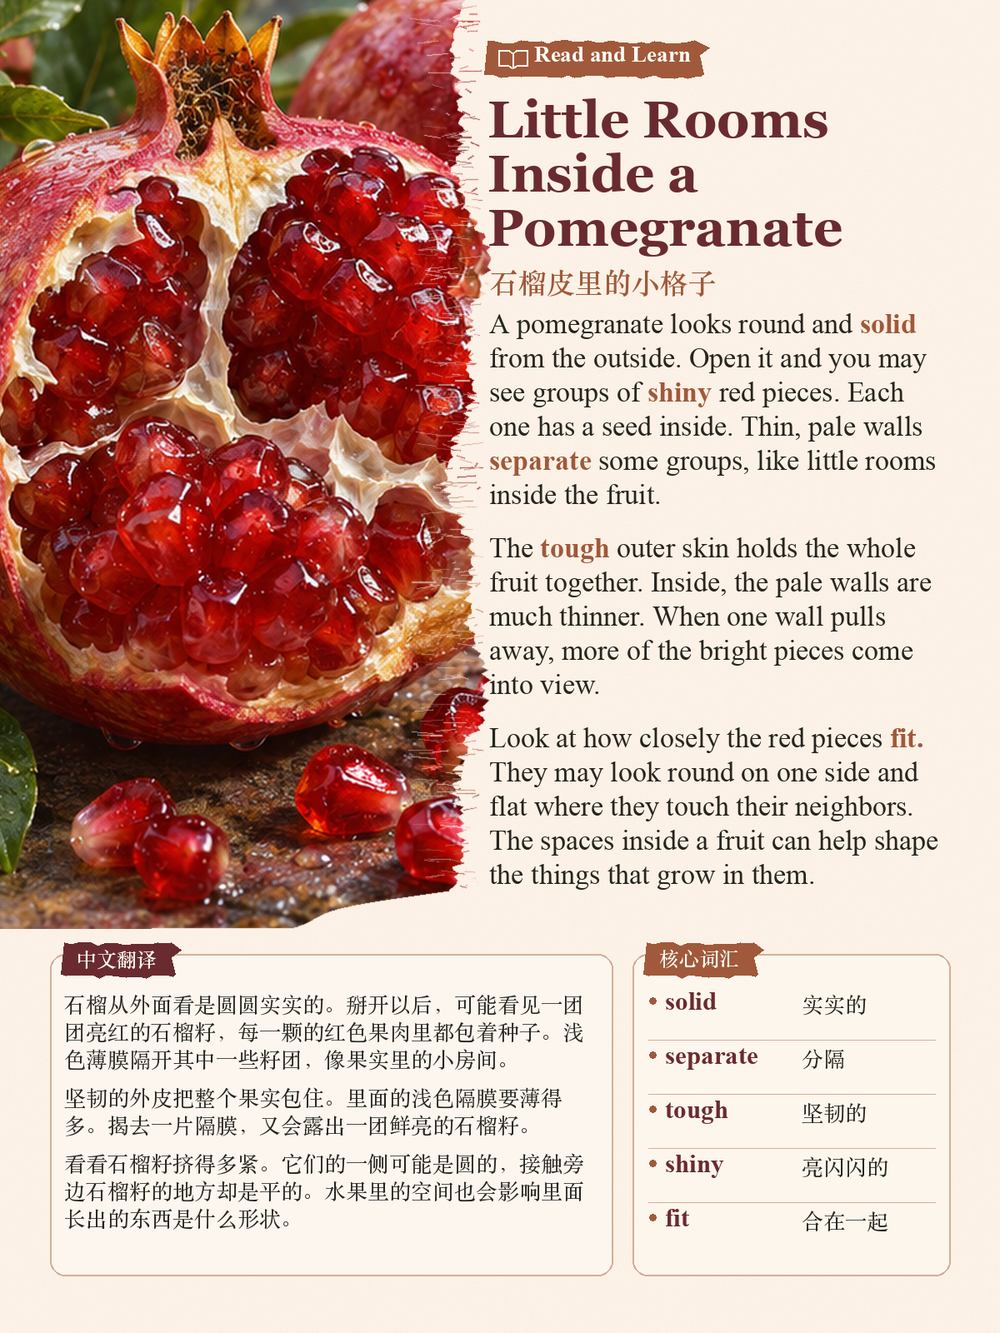 Read and Learn
Little Rooms
Inside a
Pomegranate
石榴皮里的小格子
A pomegranate looks round and solid
from the outside. Open it and you may
see groups of shiny red pieces. Each
one has a seed inside. Thin, pale walls
separate some groups, like little rooms
inside the fruit.
The tough outer skin holds the whole
fruit together. Inside, the pale walls are
much thinner. When one wall pulls
away, more of the bright pieces come
into view.
Look at how closely the red pieces fit.
They may look round on one side and
flat where they touch their neighbors.
The spaces inside a fruit can help shape
the things that grow in them.
中文翻译
石榴从外面看是圆圆实实的。掰开以后，可能看见一团
团亮红的石榴籽，每一颗的红色果肉里都包着种子。浅
色薄膜隔开其中一些籽团，像果实里的小房间。
坚韧的外皮把整个果实包住。里面的浅色隔膜要薄得
多。揭去一片隔膜，又会露出一团鲜亮的石榴籽。
看看石榴籽挤得多紧。它们的一侧可能是圆的，接触旁
边石榴籽的地方却是平的。水果里的空间也会影响里面
长出的东西是什么形状。
核心词汇
• solid 实实的
• separate 分隔
• tough 坚韧的
• shiny 亮闪闪的
• fit 合在一起